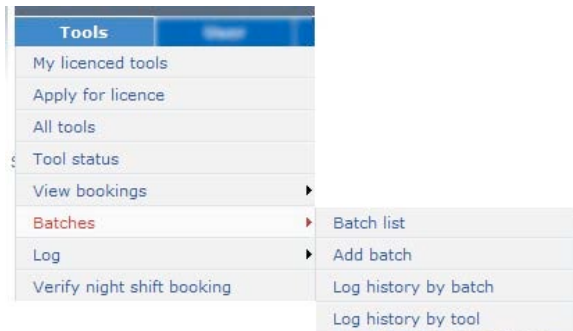 Tools
My licenced tools
Apply for licence
All tools
Tool status
View bookings
Batches
Log
Verify night shift booking
Batch list
Add batch
Log history by batch
Log history by tool